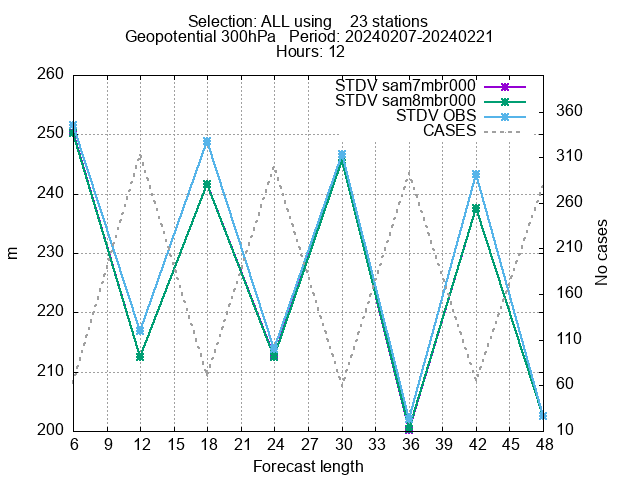 Selection: ALL using 23 stations
Geopotential 300hPa Period: 20240207-20240221
Hours: 12
STDV sam7mbr000
STDV sam8mbr000
STDV OBS
CASES
260
250
240
230
220
210
200
m
360
310
260
210
160
110
60
10
No cases
6 9 12 15 18 21 24 27 30 33 36 39 42 45 48
Forecast length